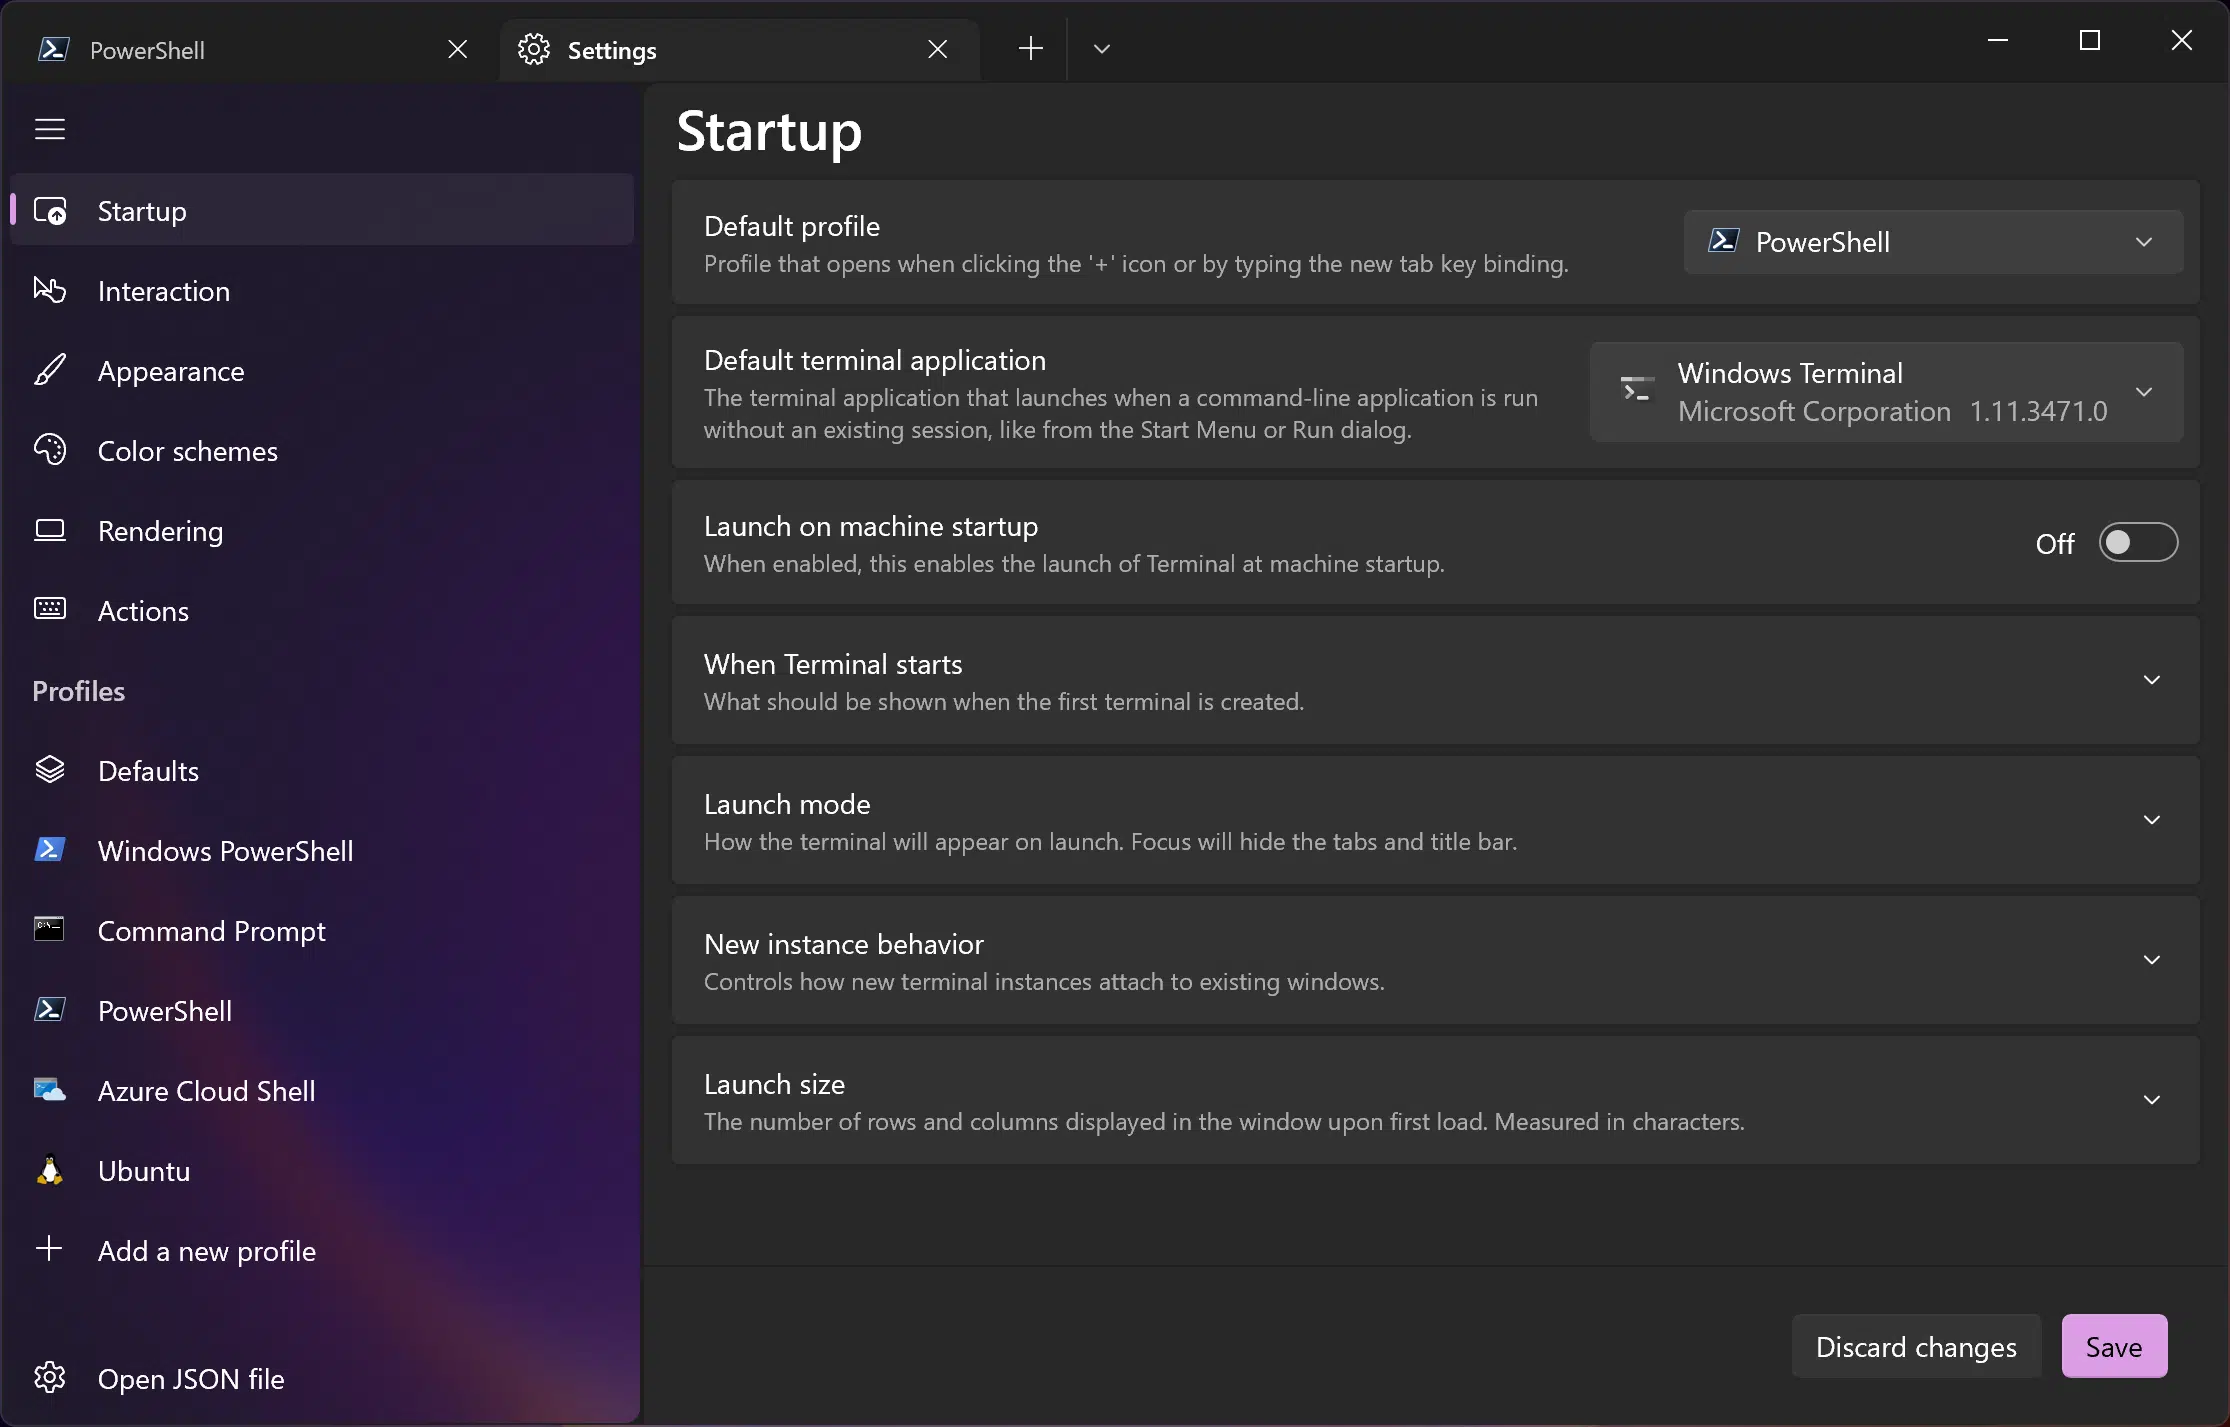 PowerShell
Settings
Startup
Interaction
Appearance
Color schemes
Rendering
Actions
Profiles
Defaults
Windows PowerShell
Command Prompt
PowerShell
Azure Cloud Shell
Ubuntu
Add a new profile
Open JSON file
Startup
Default profile
Profile that opens when clicking the '+' icon or by typing the new tab key binding.
PowerShell
Default terminal application
The terminal application that launches when a command-line application is run
without an existing session, like from the Start Menu or Run dialog.
Windows Terminal
Microsoft Corporation 1.11.3471.0
Launch on machine startup
When enabled, this enables the launch of Terminal at machine startup.
Off
When Terminal starts
What should be shown when the first terminal is created.
Launch mode
How the terminal will appear on launch. Focus will hide the tabs and title bar.
New instance behavior
Controls how new terminal instances attach to existing windows.
Launch size
The number of rows and columns displayed in the window upon first load. Measured in characters.
Discard changes
Save